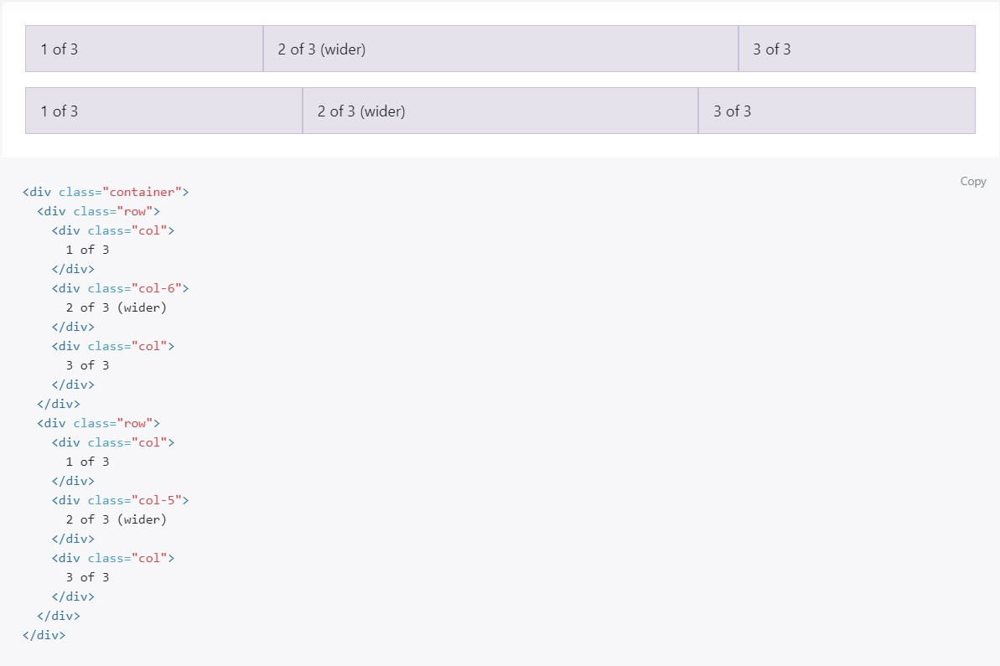 1 of 3 2 of 3 (wider) 3 of 3
1 of 3 2 of 3 (wider) 3 of 3
Copy
<div class="container">
  <div class="row">
    <div class="col">
      1 of 3
    </div>
    <div class="col-6">
      2 of 3 (wider)
    </div>
    <div class="col">
      3 of 3
    </div>
  </div>
  <div class="row">
    <div class="col">
      1 of 3
    </div>
    <div class="col-5">
      2 of 3 (wider)
    </div>
    <div class="col">
      3 of 3
    </div>
  </div>
</div>